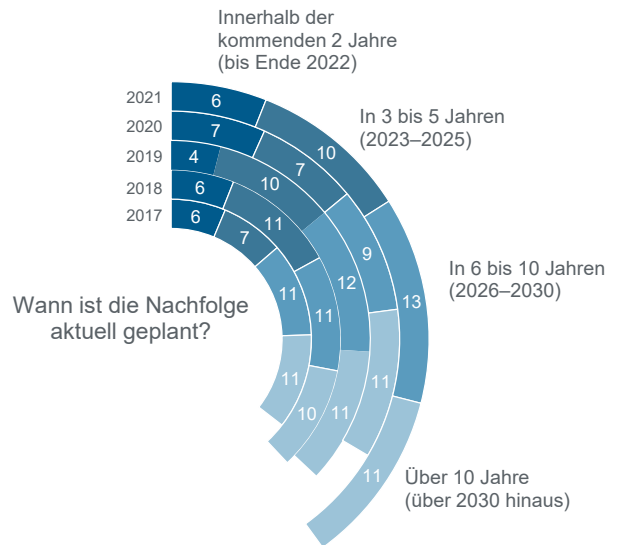 Innerhalb der
kommenden 2 Jahre
(bis Ende 2022)
In 3 bis 5 Jahren
(2023–2025)
In 6 bis 10 Jahren
(2026–2030)
Über 10 Jahre
(über 2030 hinaus)
Wann ist die Nachfolge
aktuell geplant?
2021 6 10 13 11
2020 7 7 9 11
2019 4 10 12 11
2018 6 11 11 10
2017 6 7 11 11